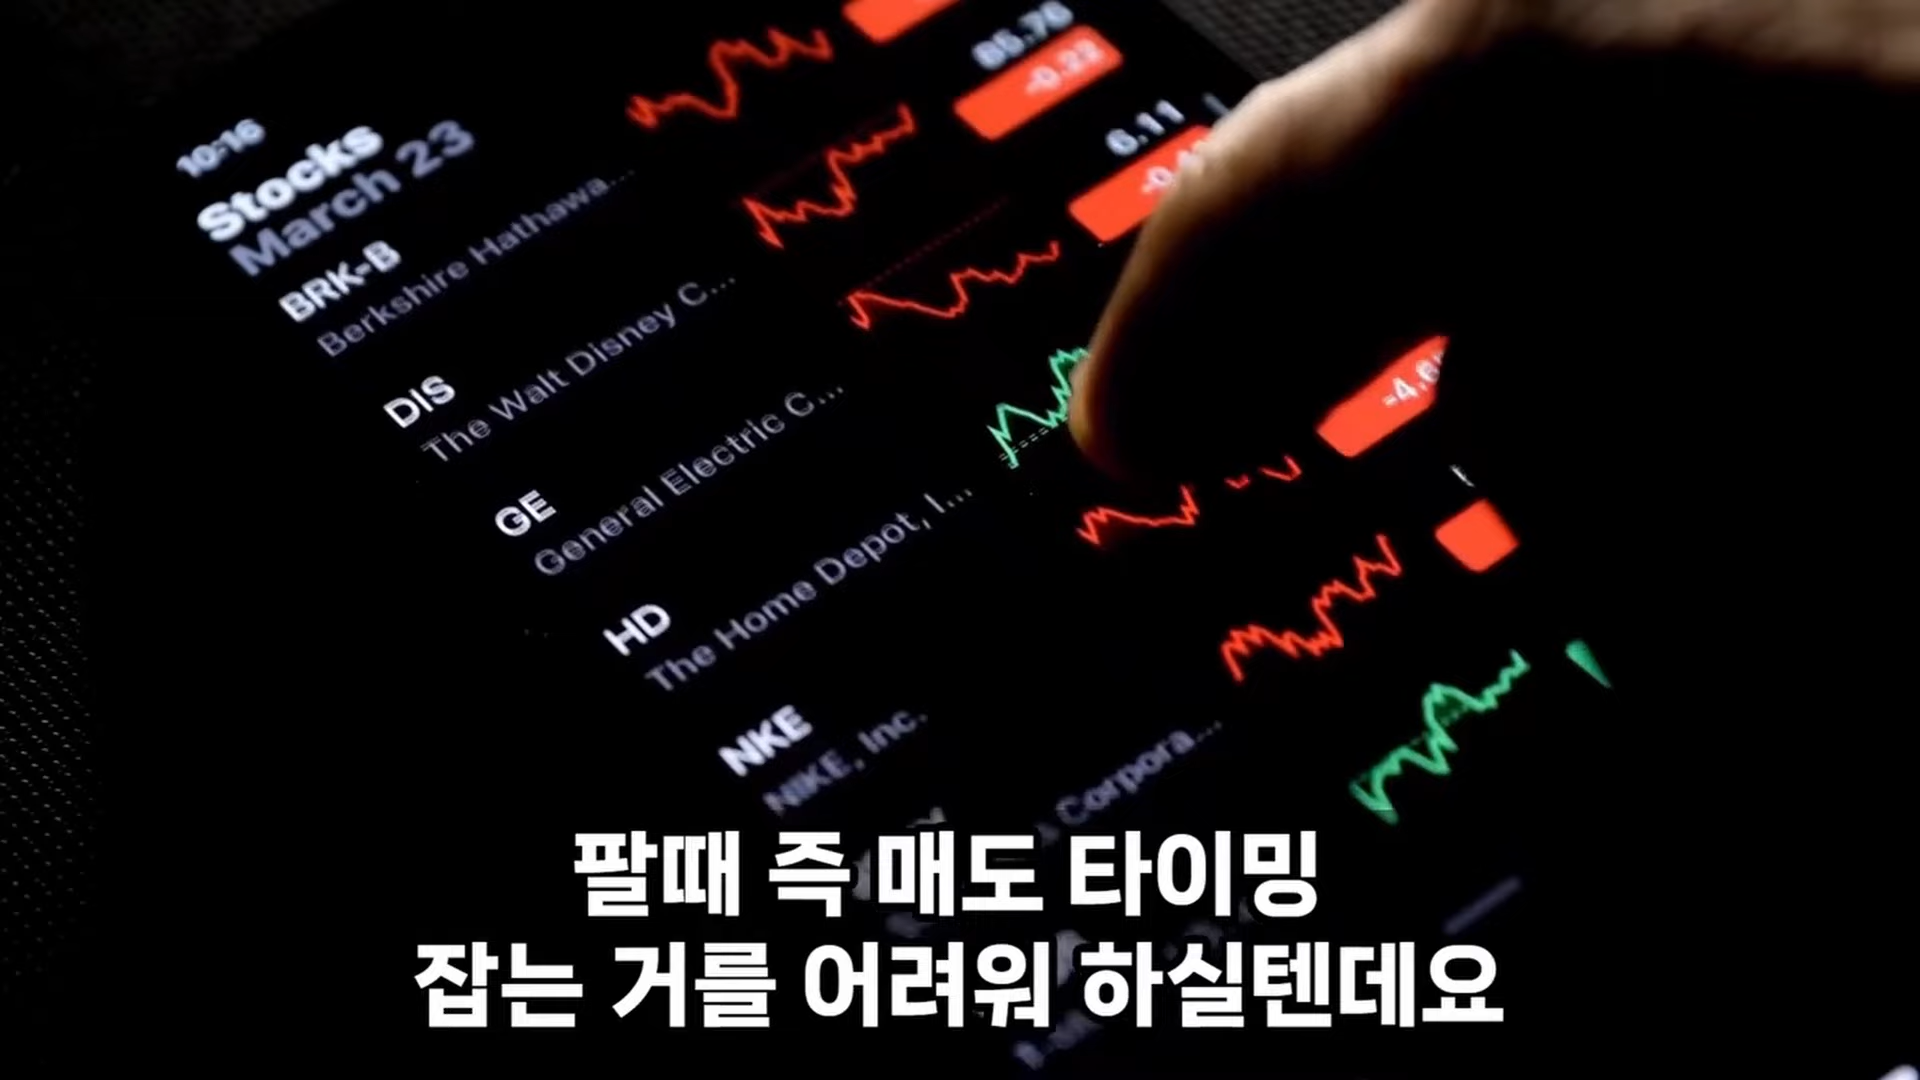 10:16
Stocks
March 23
BRK-B
Berkshire Hathawa...
85.76
-0.22
DIS
The Walt Disney C...
6.11
GE
General Electric C...
HD
The Home Depot, I...
NKE
NIKE, Inc.
Corpora...
팔때 즉 매도 타이밍
잡는 거를 어려워 하실텐데요